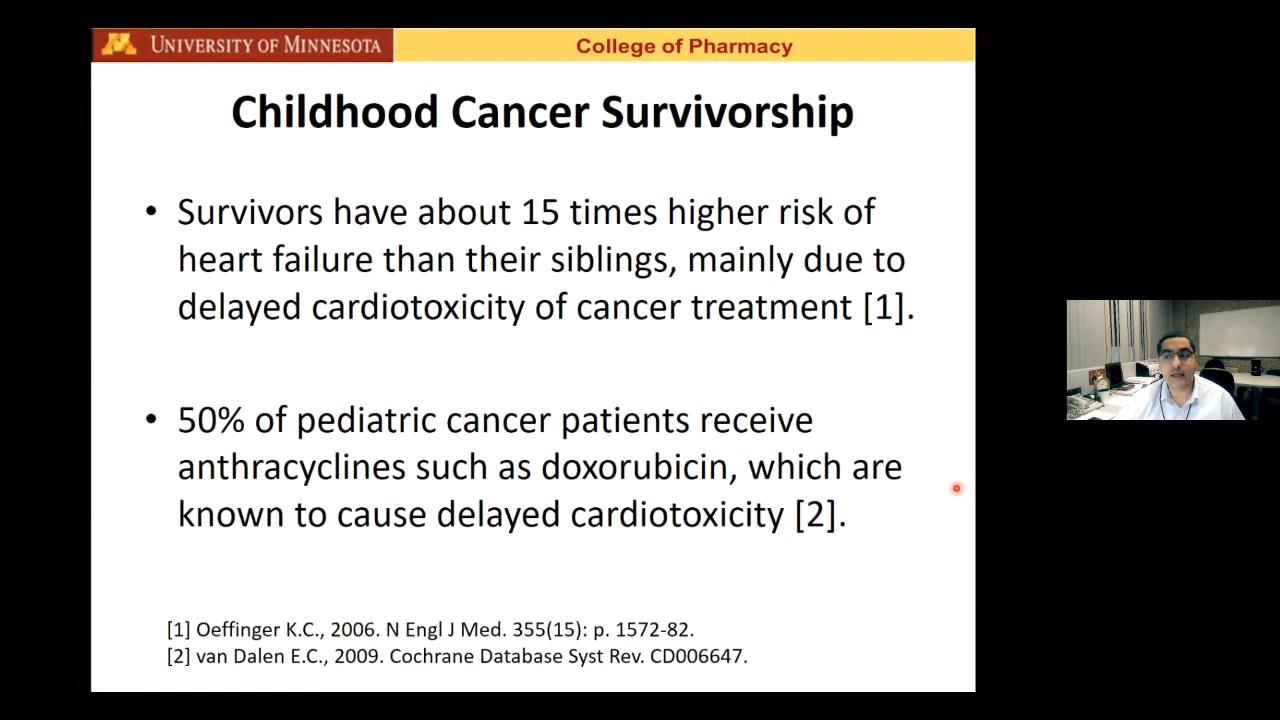 UNIVERSITY OF MINNESOTA
College of Pharmacy
Childhood Cancer Survivorship
• Survivors have about 15 times higher risk of
heart failure than their siblings, mainly due to
delayed cardiotoxicity of cancer treatment [1].
• 50% of pediatric cancer patients receive
anthracyclines such as doxorubicin, which are
known to cause delayed cardiotoxicity [2].
[1] Oeffinger K.C., 2006. N Engl J Med. 355(15): p. 1572-82.
[2] van Dalen E.C., 2009. Cochrane Database Syst Rev. CD006647.